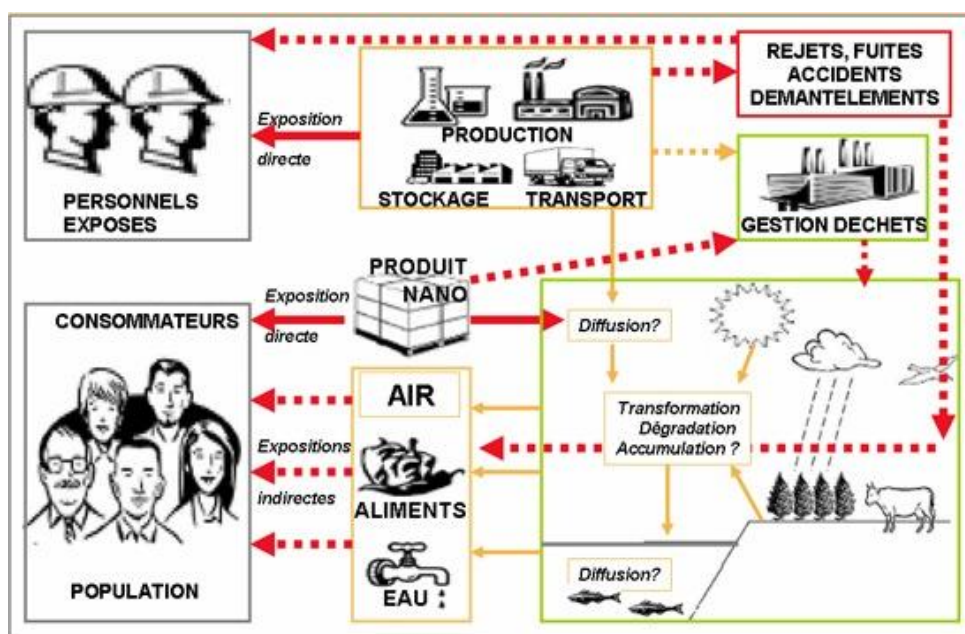 REJETS, FUITES
ACCIDENTS
DEMANTELEMENTS
Exposition
directe
PRODUCTION
STOCKAGE
TRANSPORT
PERSONNELS
EXPOSES
GESTION DECHETS
PRODUIT
NANO
Exposition
directe
CONSOMMATEURS
Diffusion?
AIR
Transformation
Dégradation
Accumulation ?
Expositions
indirectes
ALIMENTS
Diffusion?
EAU
POPULATION